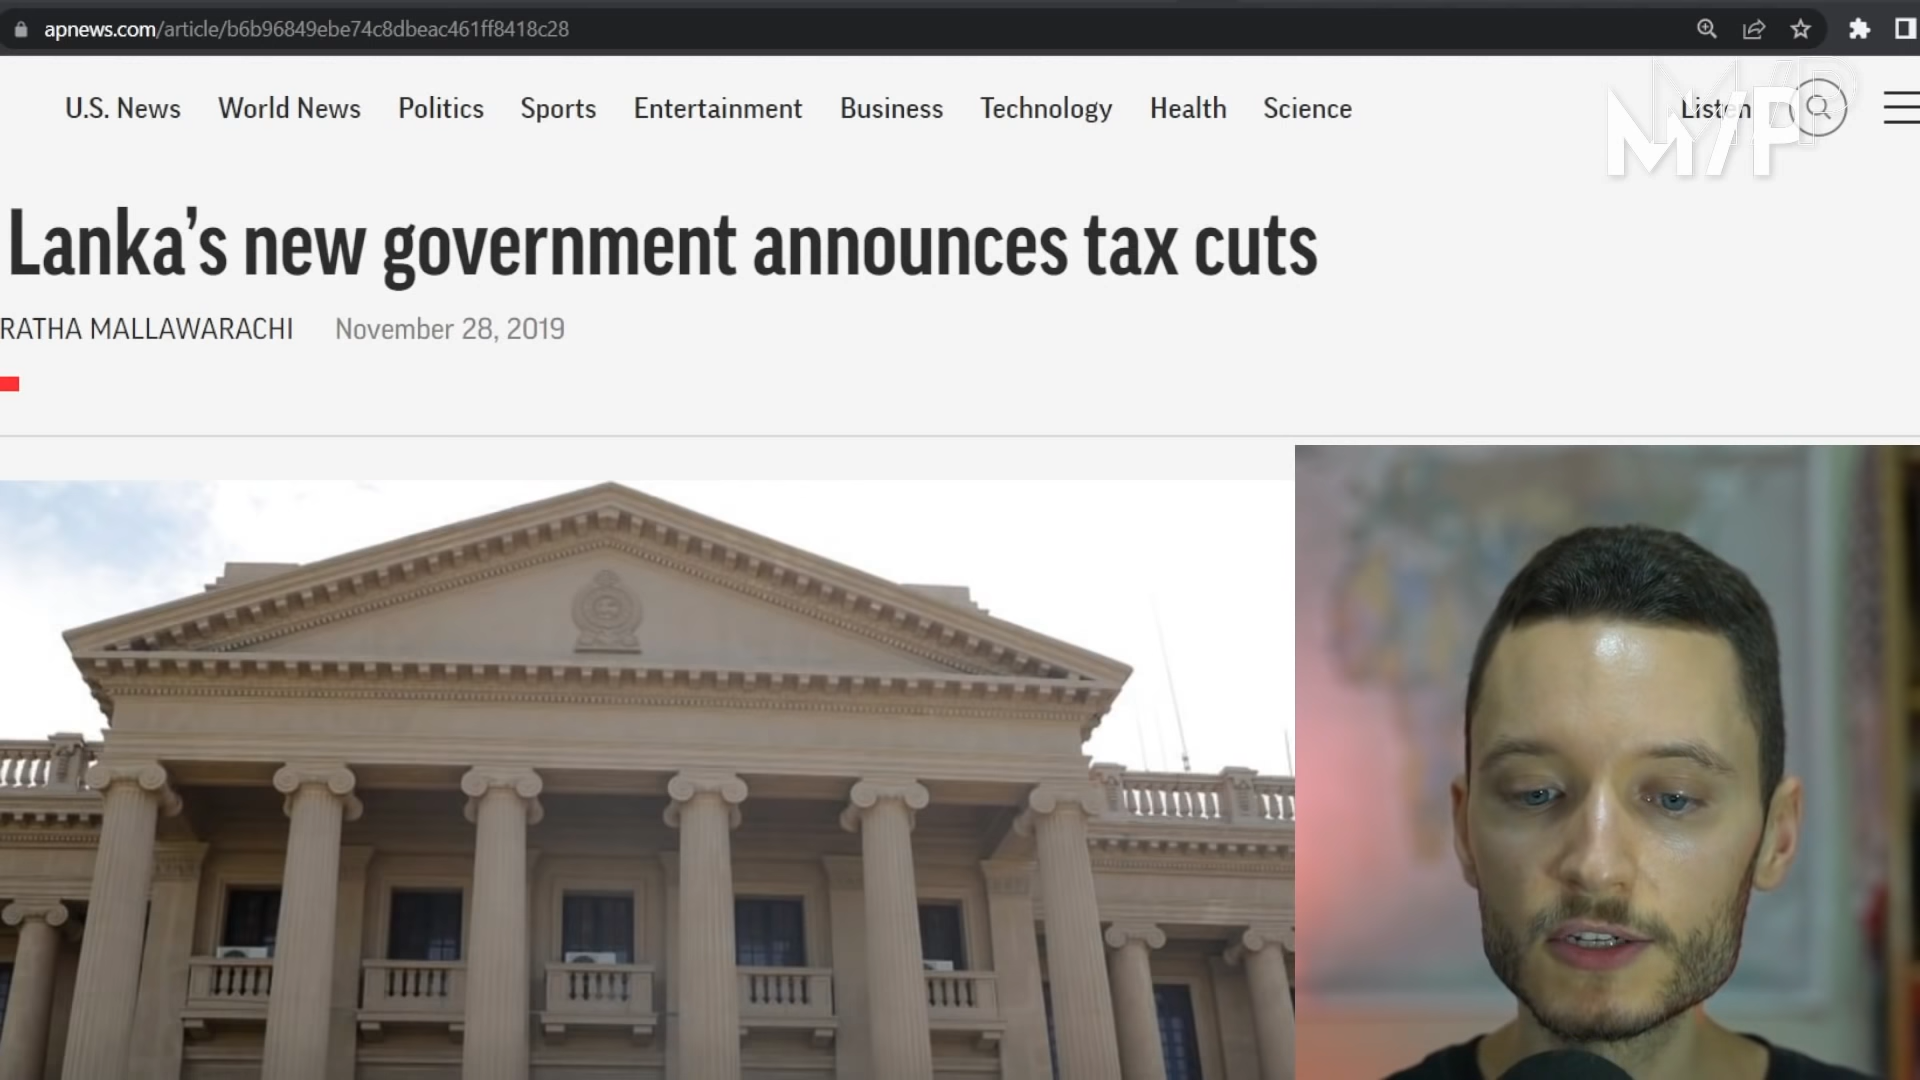 apnews.com/article/b6b96849ebe74c8dbeac461ff8418c28
U.S. News World News Politics Sports Entertainment Business Technology Health Science Listen
M/P
Lanka’s new government announces tax cuts
RATHA MALLAWARACHI November 28, 2019